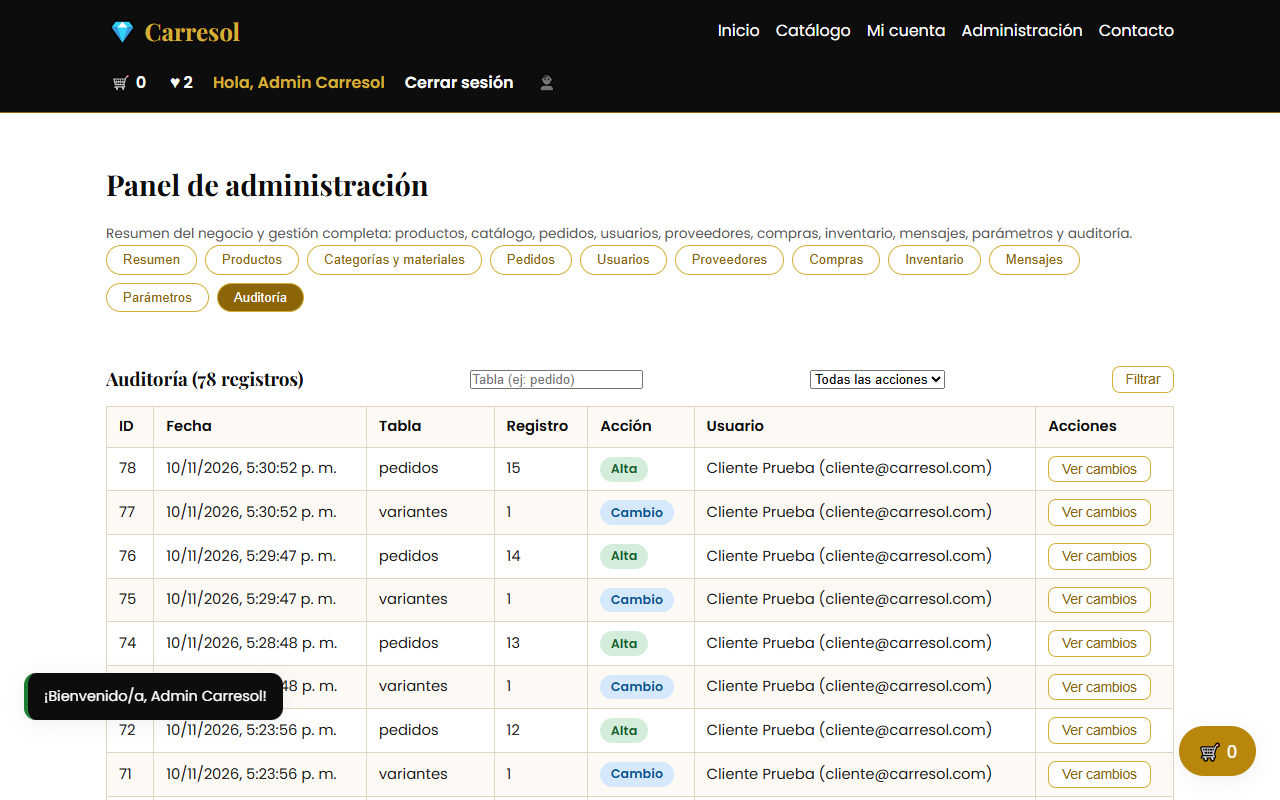 Carresol
Inicio Catálogo Mi cuenta Administración Contacto
0 ♥ 2 Hola, Admin Carresol Cerrar sesión
Panel de administración
Resumen del negocio y gestión completa: productos, catálogo, pedidos, usuarios, proveedores, compras, inventario, mensajes, parámetros y auditoría.
Resumen Productos Categorías y materiales Pedidos Usuarios Proveedores Compras Inventario Mensajes
Parámetros Auditoría
Auditoría (78 registros) Tabla (ej: pedido) Todas las acciones Filtrar
ID Fecha Tabla Registro Acción Usuario Acciones
78 10/11/2026, 5:30:52 p. m. pedidos 15 Alta Cliente Prueba (cliente@carresol.com) Ver cambios
77 10/11/2026, 5:30:52 p. m. variantes 1 Cambio Cliente Prueba (cliente@carresol.com) Ver cambios
76 10/11/2026, 5:29:47 p. m. pedidos 14 Alta Cliente Prueba (cliente@carresol.com) Ver cambios
75 10/11/2026, 5:29:47 p. m. variantes 1 Cambio Cliente Prueba (cliente@carresol.com) Ver cambios
74 10/11/2026, 5:28:48 p. m. pedidos 13 Alta Cliente Prueba (cliente@carresol.com) Ver cambios
48 p. m. variantes 1 Cambio Cliente Prueba (cliente@carresol.com) Ver cambios
¡Bienvenido/a, Admin Carresol!
72 10/11/2026, 5:23:56 p. m. pedidos 12 Alta Cliente Prueba (cliente@carresol.com) Ver cambios
0
71 10/11/2026, 5:23:56 p. m. variantes 1 Cambio Cliente Prueba (cliente@carresol.com) Ver cambios